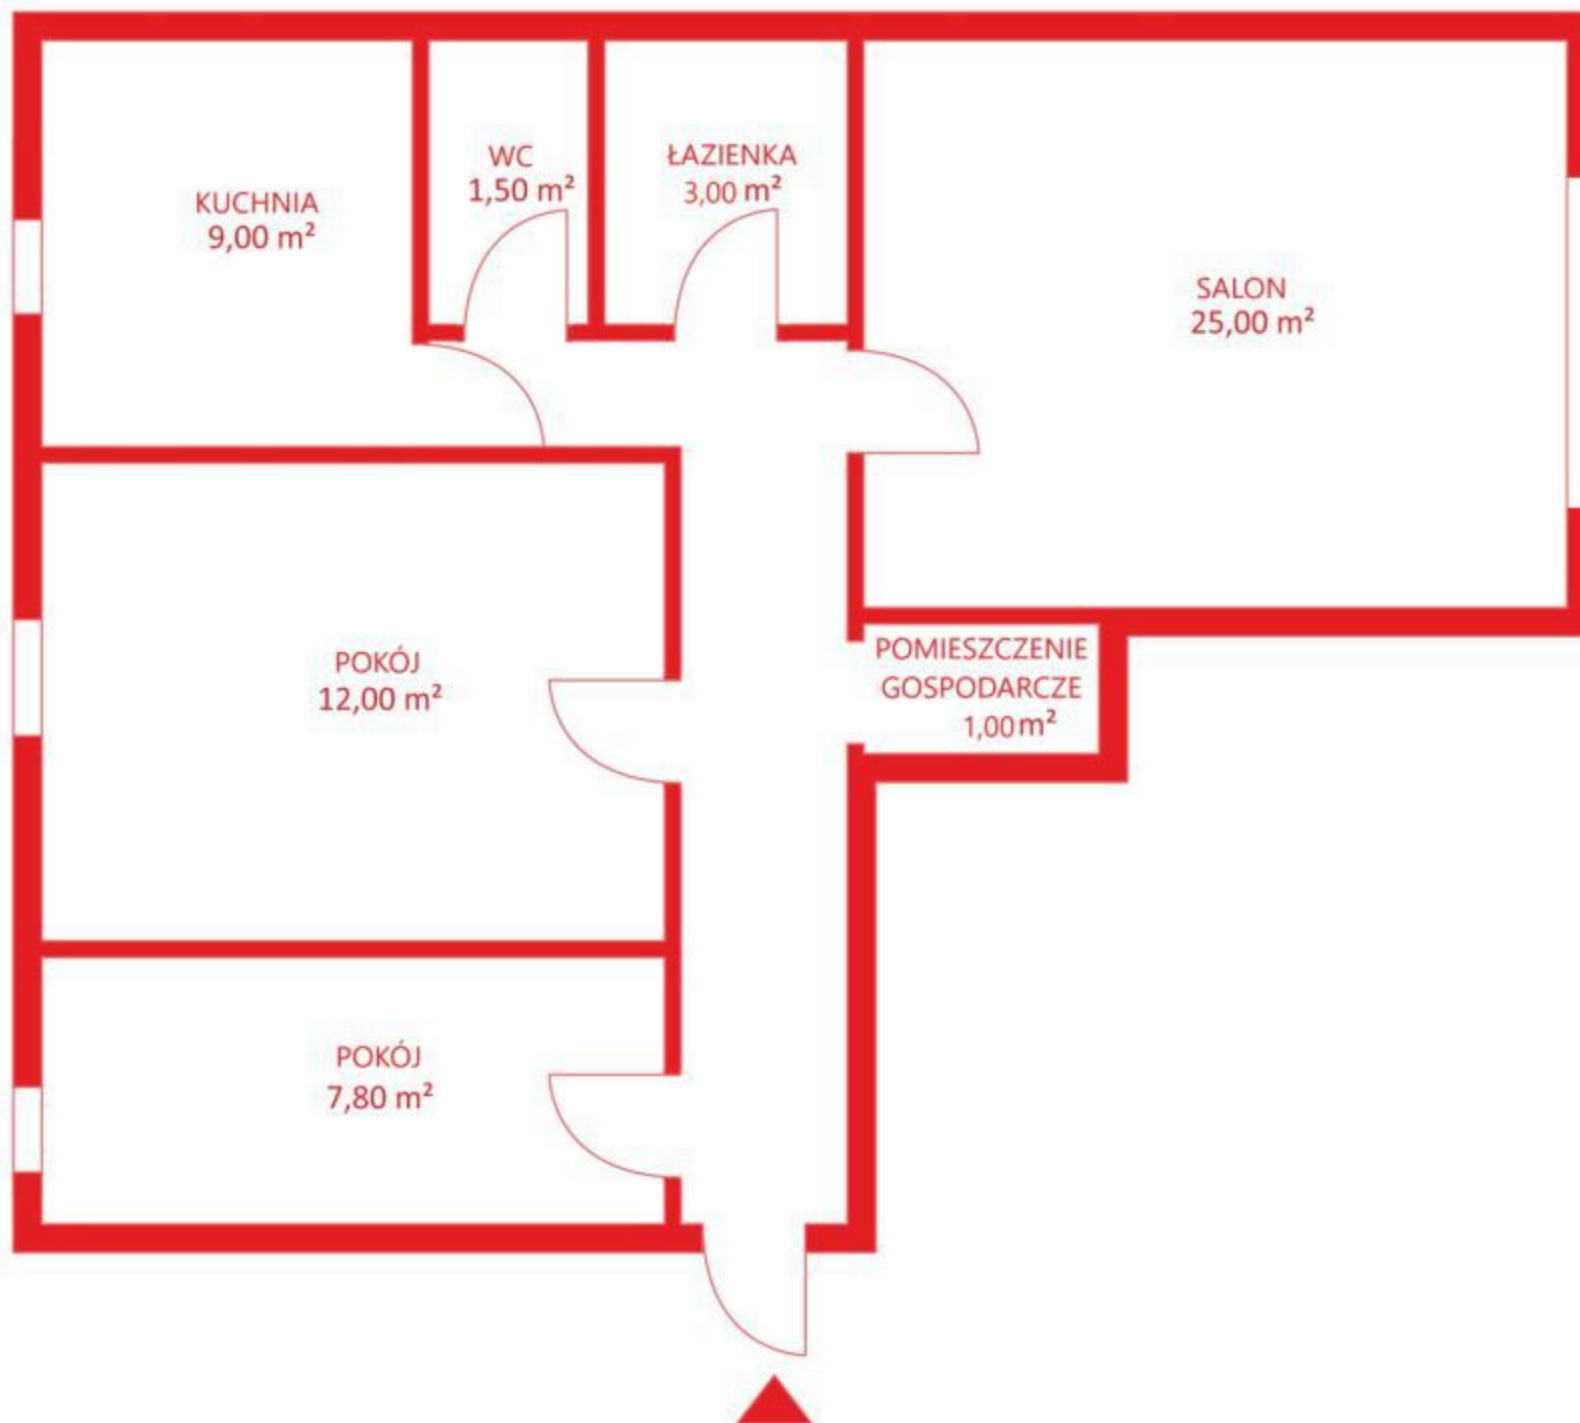 KUCHNIA
9,00 m²
WC
1,50 m²
ŁAZIENKA
3,00 m²
SALON
25,00 m²
POKÓJ
12,00 m²
POMIESZCZENIE
GOSPODARCZE
1,00 m²
POKÓJ
7,80 m²